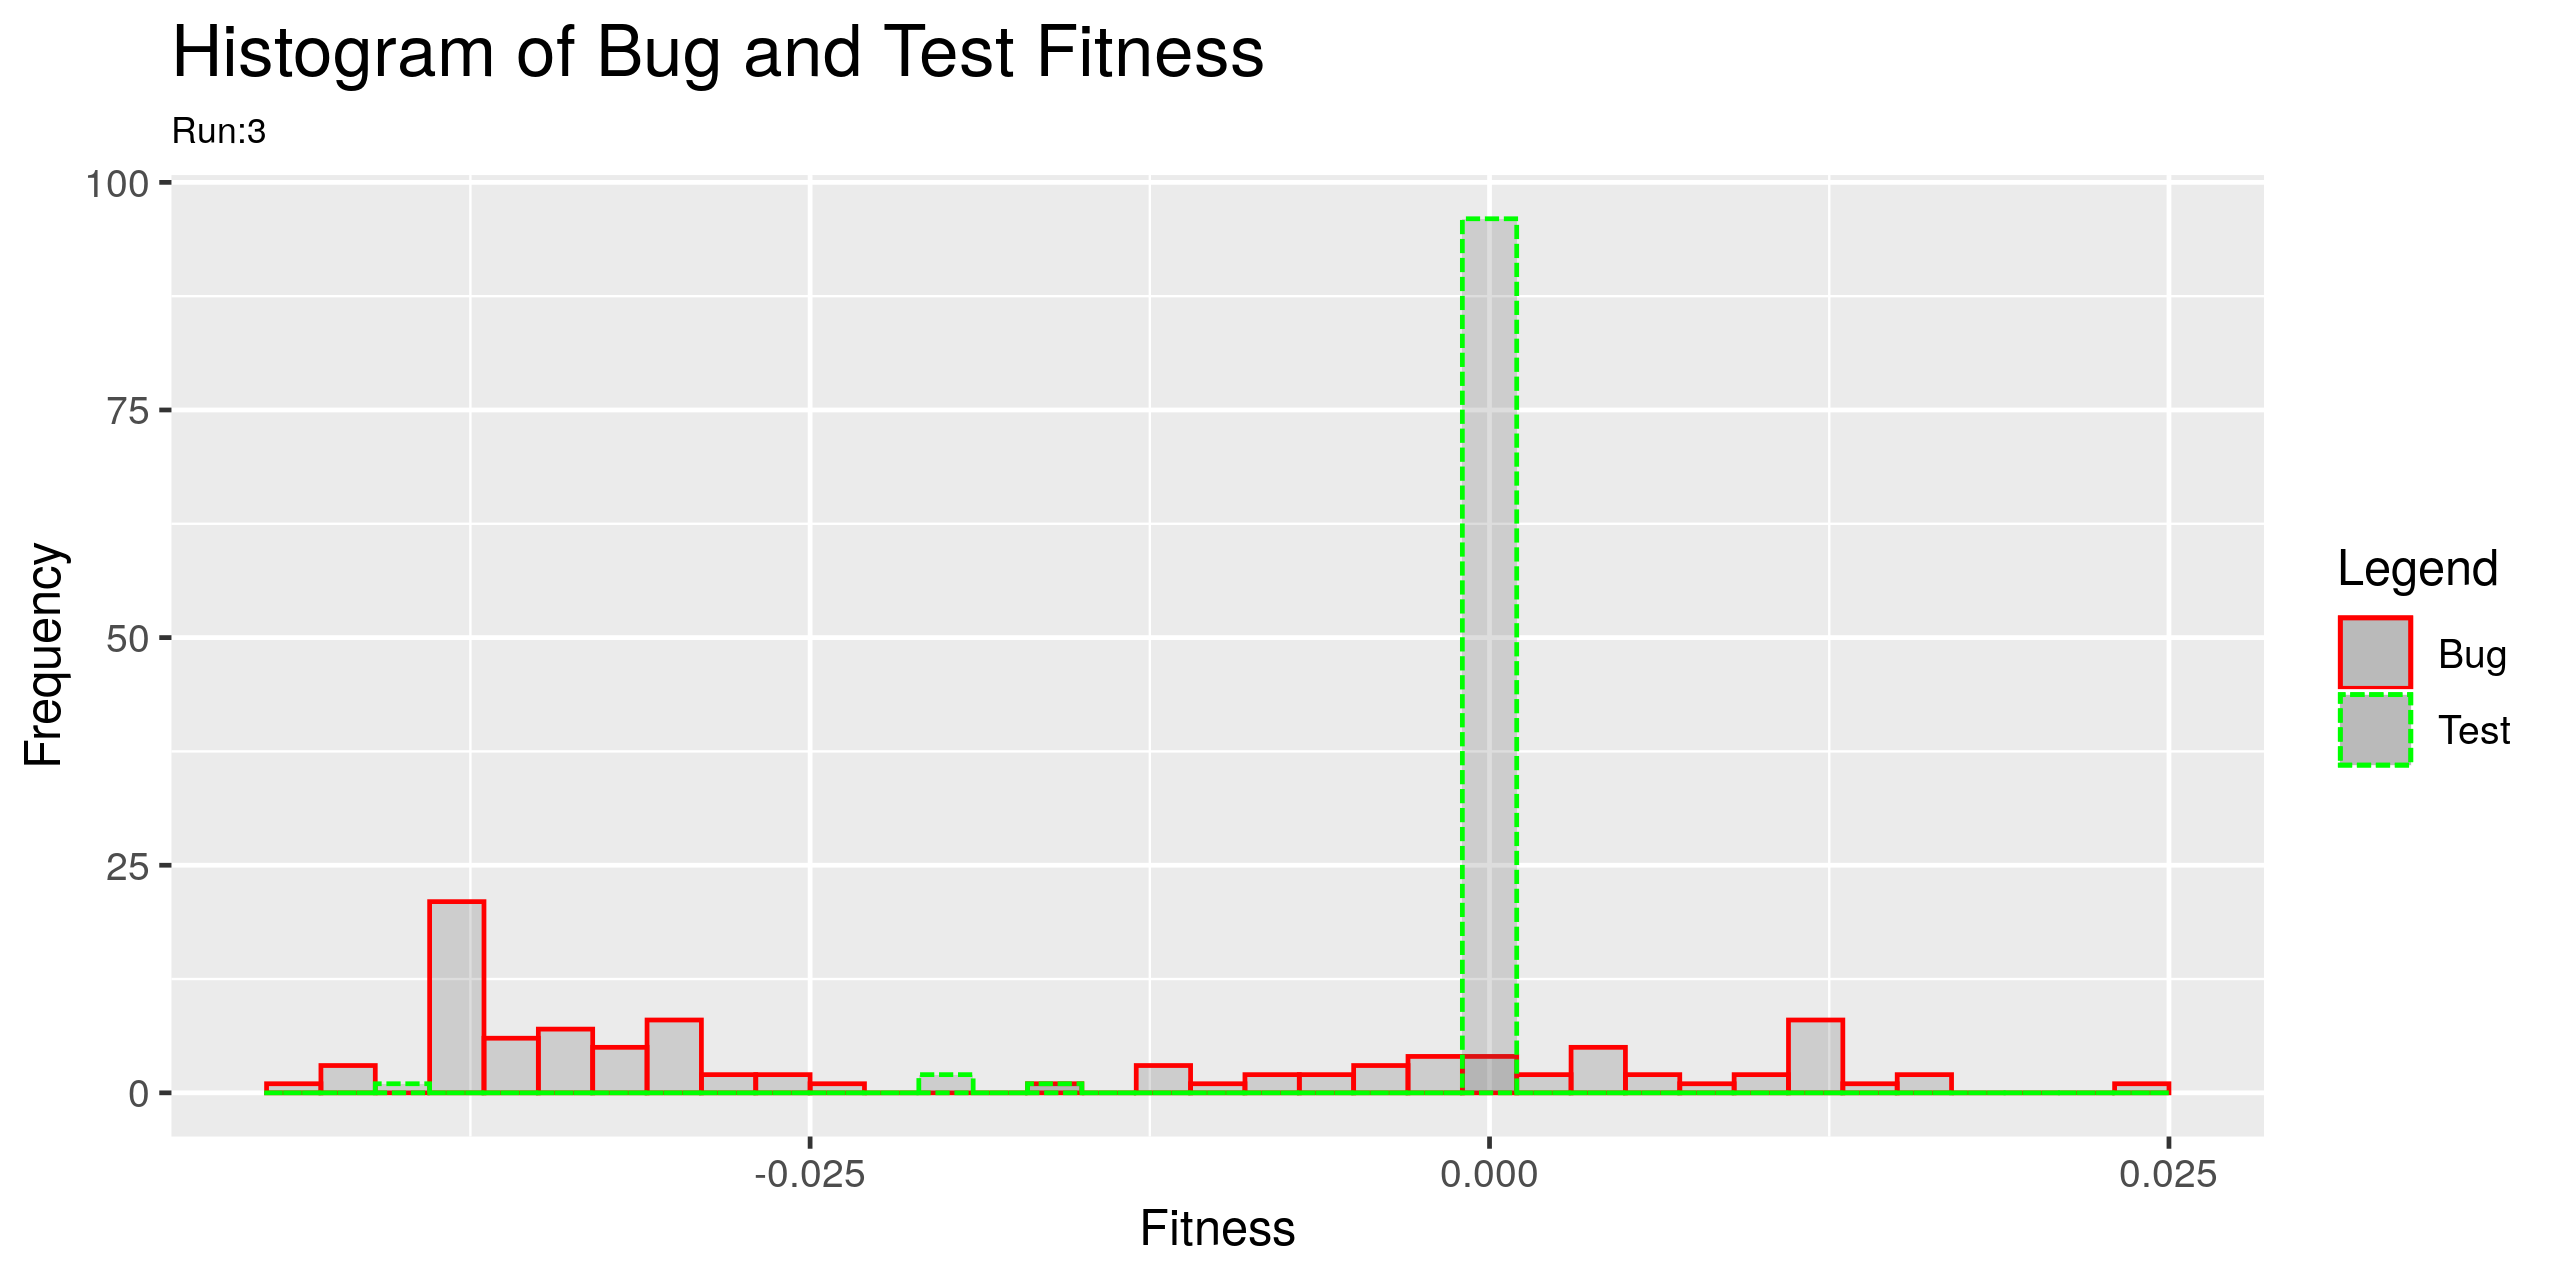 Histogram of Bug and Test Fitness
Run:3
100
75
50
25
0
Frequency
-0.025
0.000
0.025
Fitness
Legend
Bug
Test